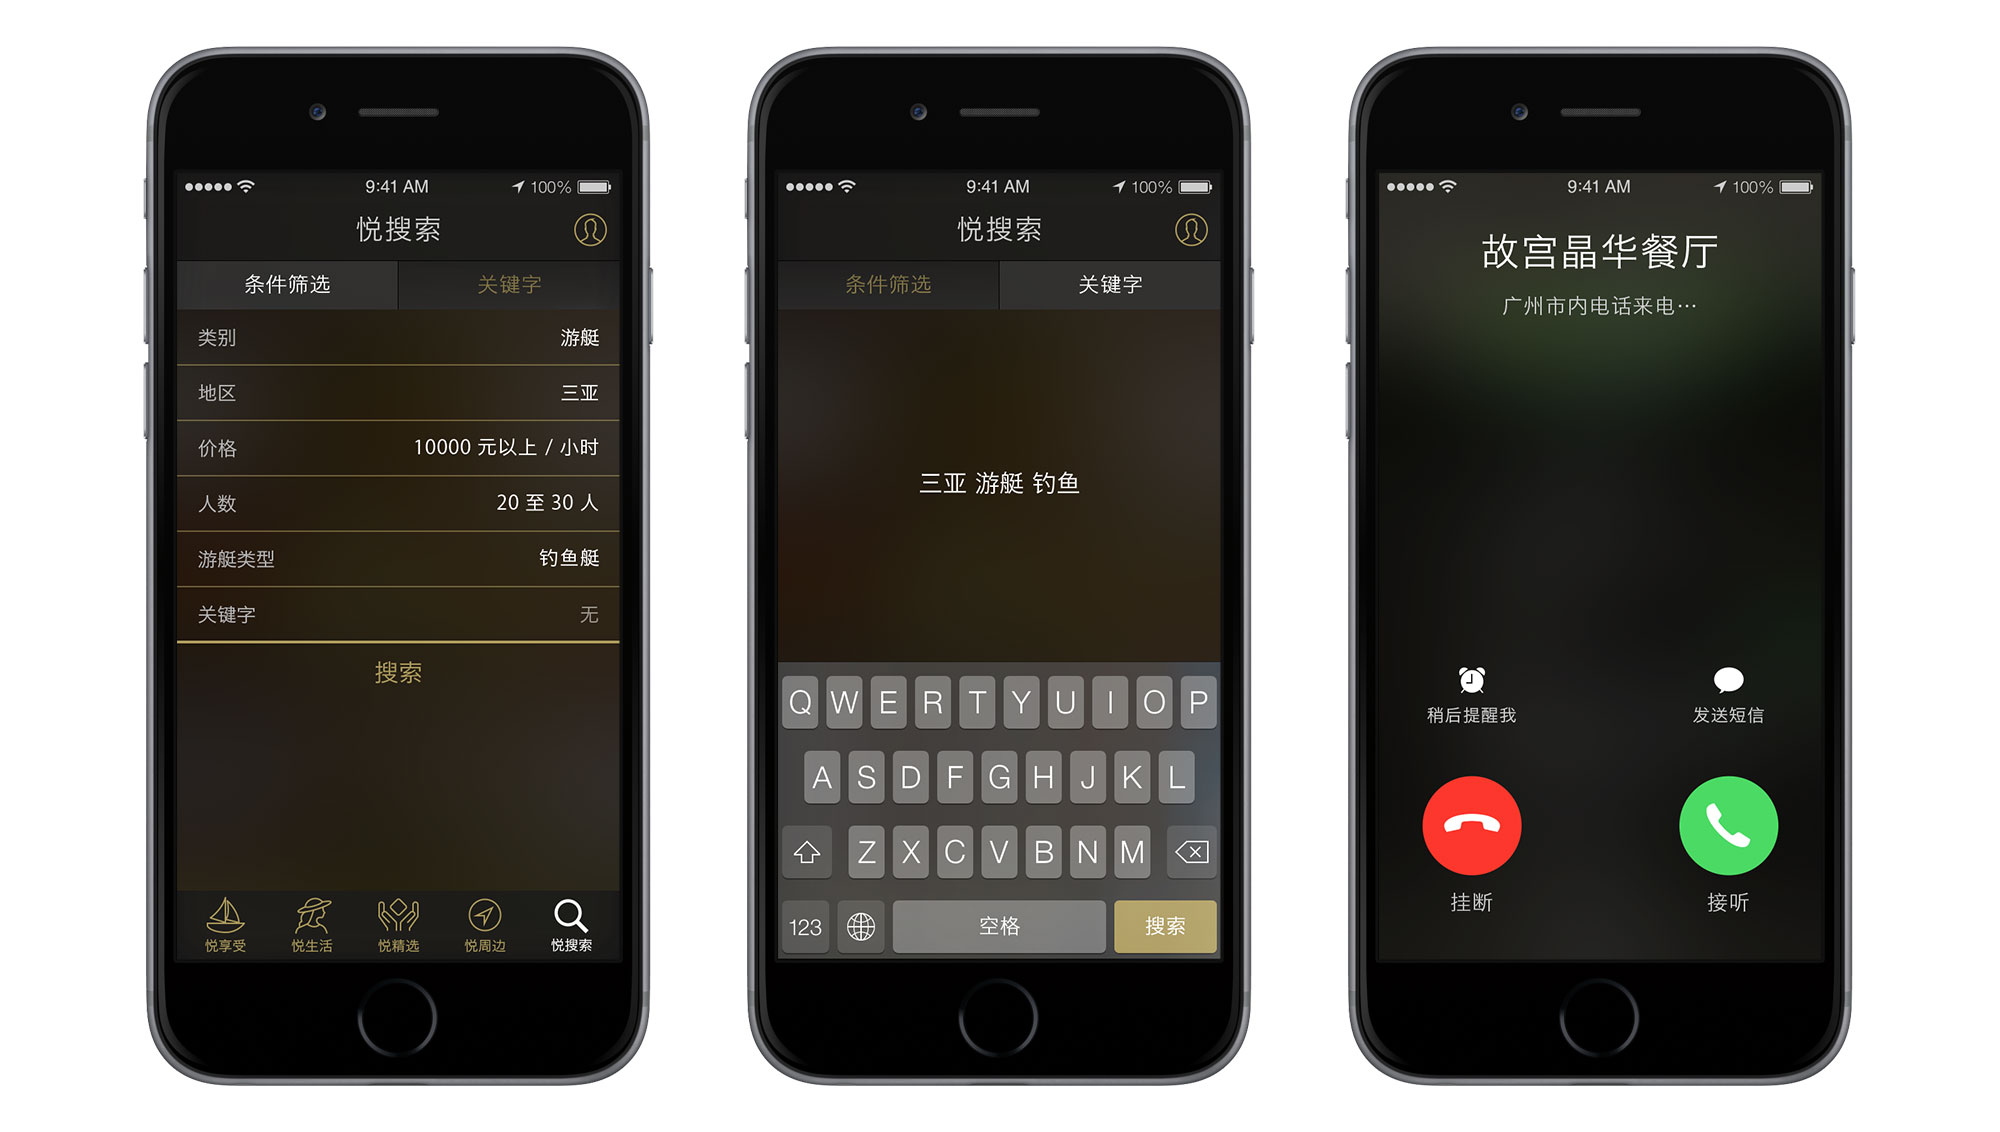 9:41 AM
100%
悦搜索
条件筛选 关键字
类别 游艇
地区 三亚
价格 10000 元以上 / 小时
人数 20 至 30 人
游艇类型 钓鱼艇
关键字 无
搜索
悦享受 悦生活 悦精选 悦周边 悦搜索
9:41 AM
100%
悦搜索
条件筛选 关键字
三亚 游艇 钓鱼
Q W E R T Y U I O P
A S D F G H J K L
Z X C V B N M
123 空格 搜索
9:41 AM
100%
故宫晶华餐厅
广州市内电话来电…
稍后提醒我 发送短信
挂断 接听